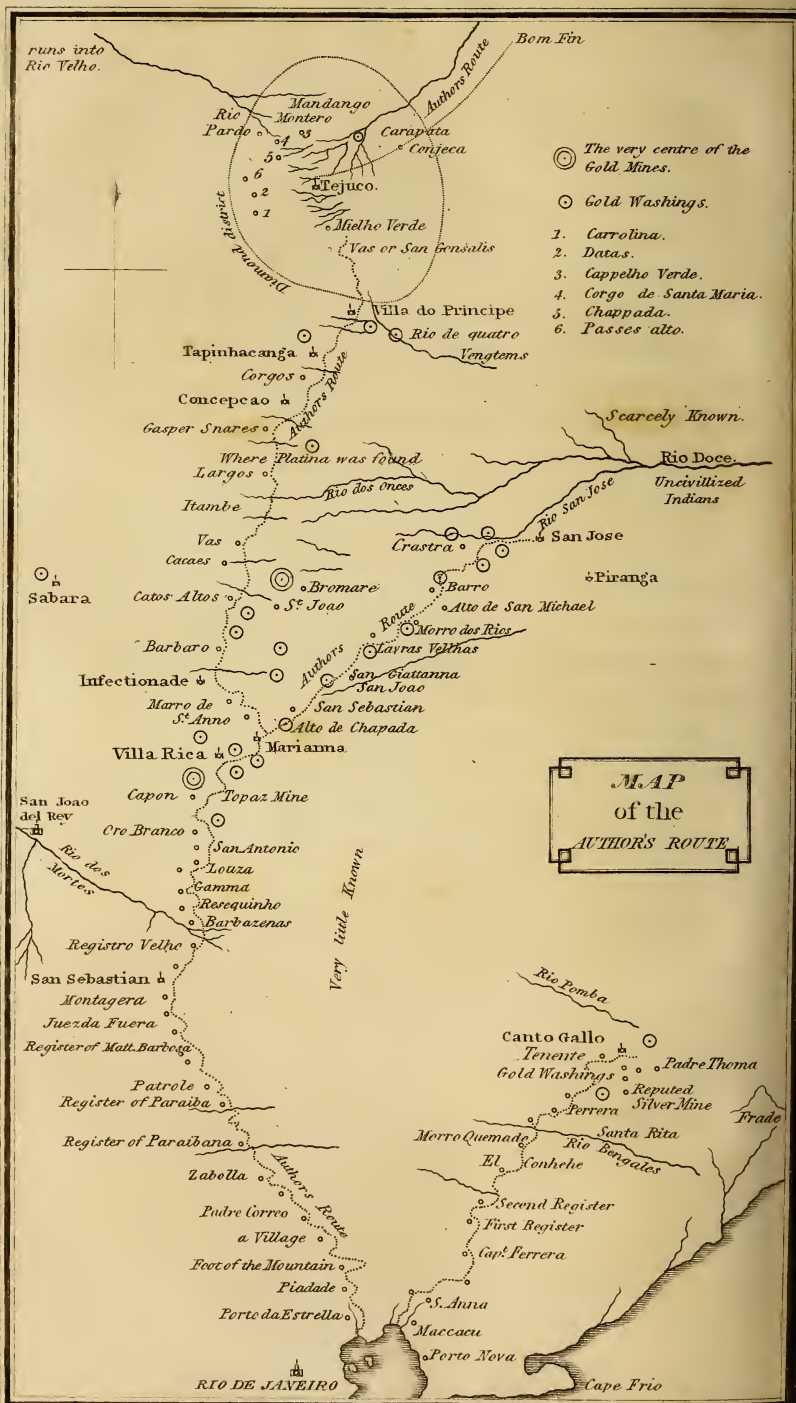 runs into
Rio Velho.
Bom Fin
Authors Route
Mandango
Montero
Rio
Pardo
4
3
Carapata
Conjeca
5
6
Tejuco.
2
1
Mielho Verde
Vas or San Gonsalis
Diamond district
The very centre of the
Gold Mines.
Gold Washings.
1. Carrolina.
2. Datas.
3. Cappelho Verde.
4. Corgo de Santa Maria.
5. Chappada.
6. Passes alto.
Villa do Principe
Rio de quatro
Vengtems
Tapinhacanga
Corgos
Authors Route
Concepcao
Gasper Snares
Scarcely Known.
Where Platina was found
Largos
Rio Doce.
Rio dos Onces
Uncivillized
Indians
Itambe
Rio San Jose
Vas
Crastra
San Jose
Cacaes
Sabara
Bromare
Barro
Piranga
Catos Altos
St. Joao
Alto de San Michael
Authors Route
Morro dos Rios
Barbaro
Lavras Velhas
Infectionade
San Giattanna
San Joao
Marro de
St. Anno
San Sebastian
Alto de Chapada
Marianna
Villa Rica
Capon
Topaz Mine
MAP
of the
AUTHOR'S ROUTE
San Joao
del Rey
Oro Branco
Rio dos
Mortes
San Antonio
Louza
Gamma
Resequinho
Barbazenas
Very little Known
Registro Velho
San Sebastian
Montagera
Juezda Fuera
Register of Matt. Barbosa
Rio Pomba
Canto Gallo
Tenente
Gold Washings
Padre Thoma
Patrole
Reputed
Silver Mine
Register of Paraiba
Perrera
Frade
Register of Paraibana
Morro Quemade
Santa Rita
Rio Bengales
Authors Route
El Conhehe
Zabolla
Second Register
Padre Correo
First Register
a Village
Capt. Ferrera
Foot of the Mountain
Piadade
S. Anna
Porto da Estrella
Maccacu
Porto Nova
RIO DE JANEIRO
Cape Frio